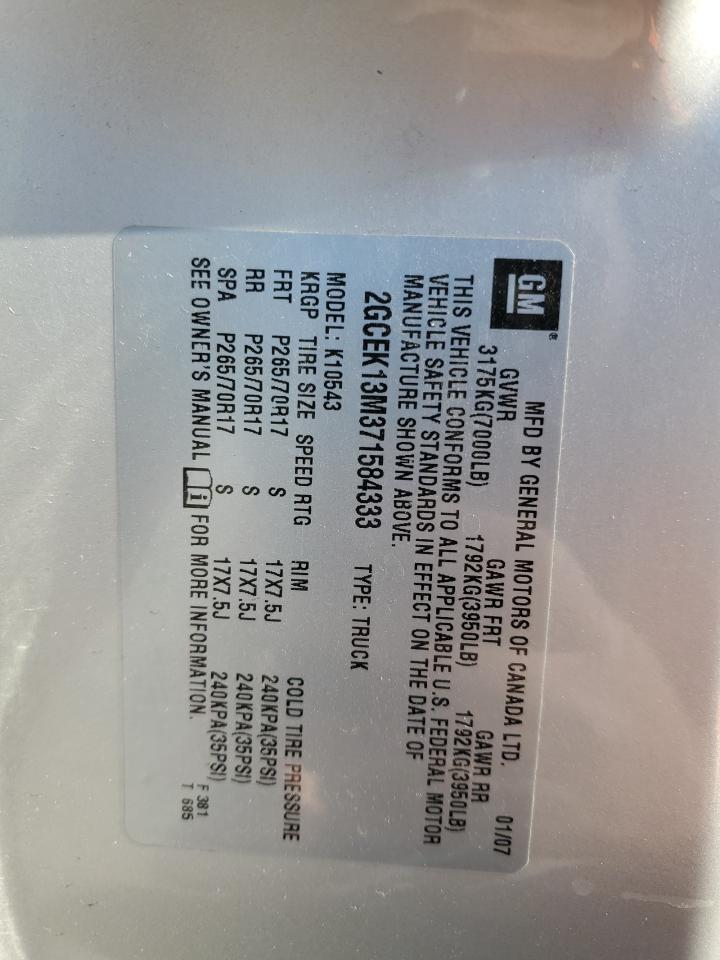 GM®
MFD BY GENERAL MOTORS OF CANADA LTD.
01/07
GVWR GAWR FRT GAWR RR
3175KG(7000LB) 1792KG(3950LB) 1792KG(3950LB)
THIS VEHICLE CONFORMS TO ALL APPLICABLE U.S. FEDERAL MOTOR
VEHICLE SAFETY STANDARDS IN EFFECT ON THE DATE OF
MANUFACTURE SHOWN ABOVE.
2GCEK13M371584333 TYPE: TRUCK
MODEL: K10543
KRGP TIRE SIZE SPEED RTG RIM COLD TIRE PRESSURE
FRT P265/70R17 S 17X7.5J 240KPA(35PSI)
RR P265/70R17 S 17X7.5J 240KPA(35PSI)
SPA P265/70R17 S 17X7.5J 240KPA(35PSI)
SEE OWNER'S MANUAL i FOR MORE INFORMATION.
F 381
T 685